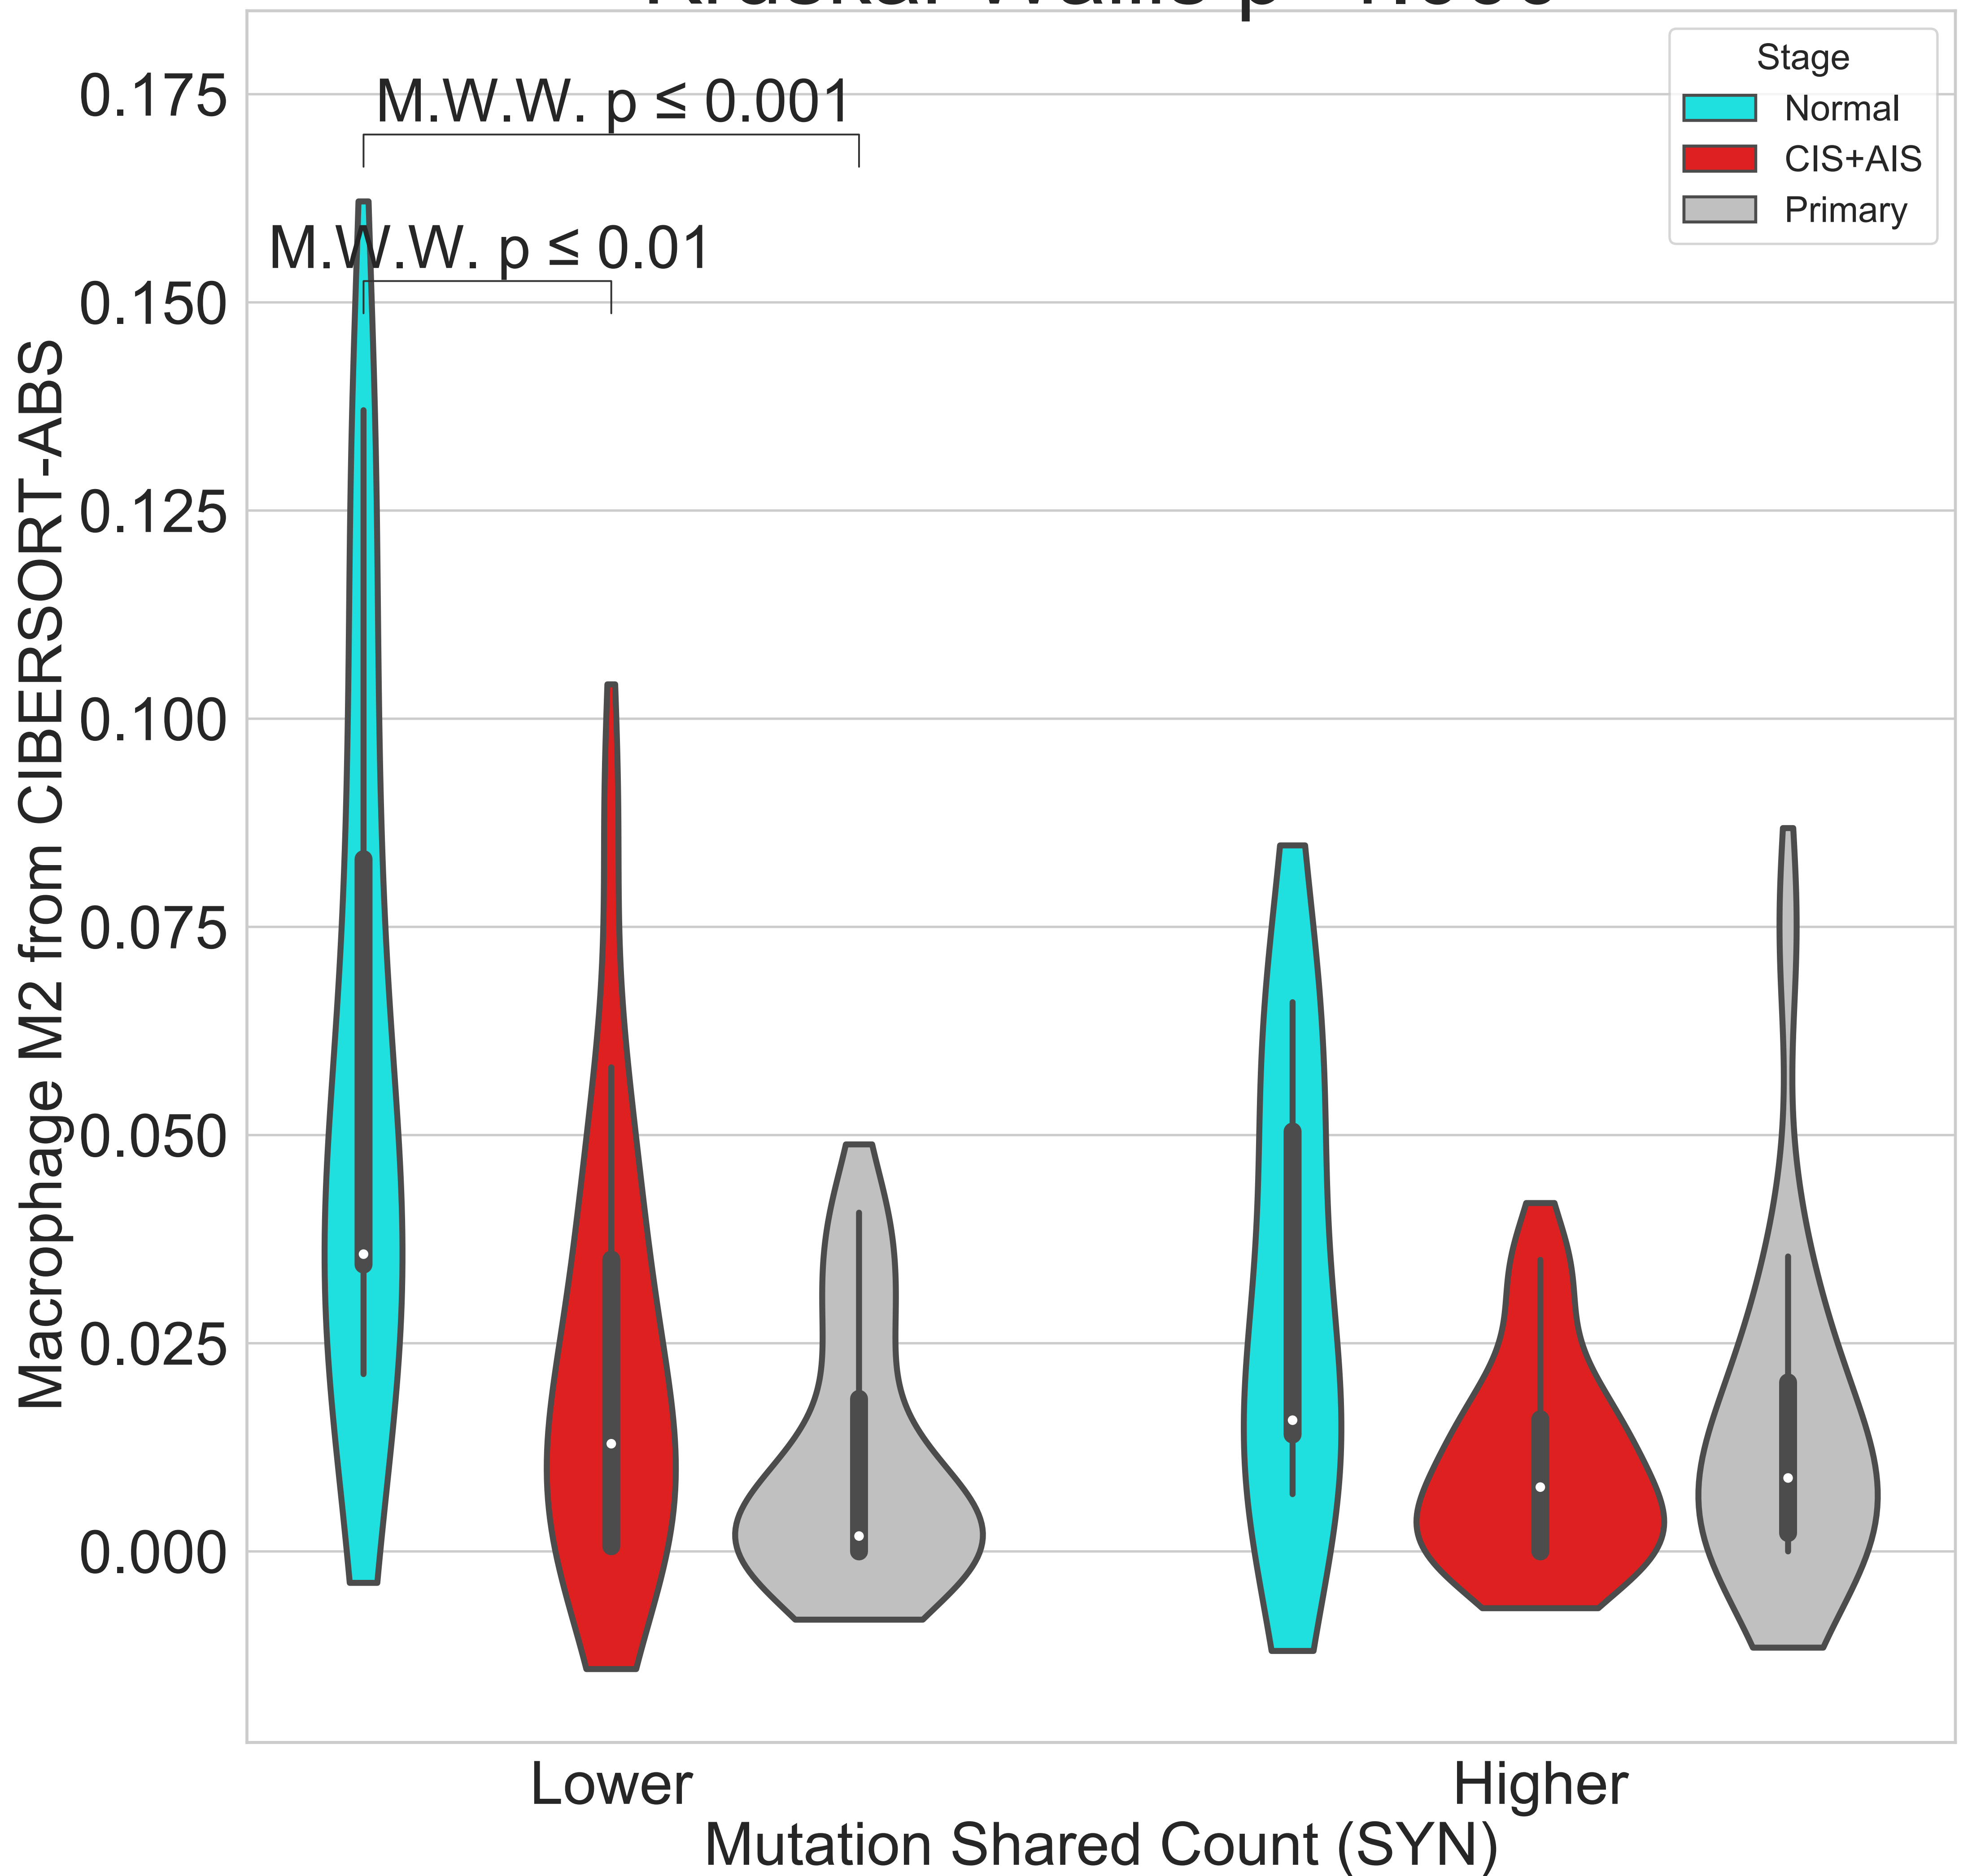 Stage
Normal
CIS+AIS
Primary
M.W.W. p ≤ 0.001
M.W.W. p ≤ 0.01
0.175
0.150
0.125
0.100
0.075
0.050
0.025
0.000
Macrophage M2 from CIBERSORT-ABS
Lower
Higher
Mutation Shared Count (SYN)